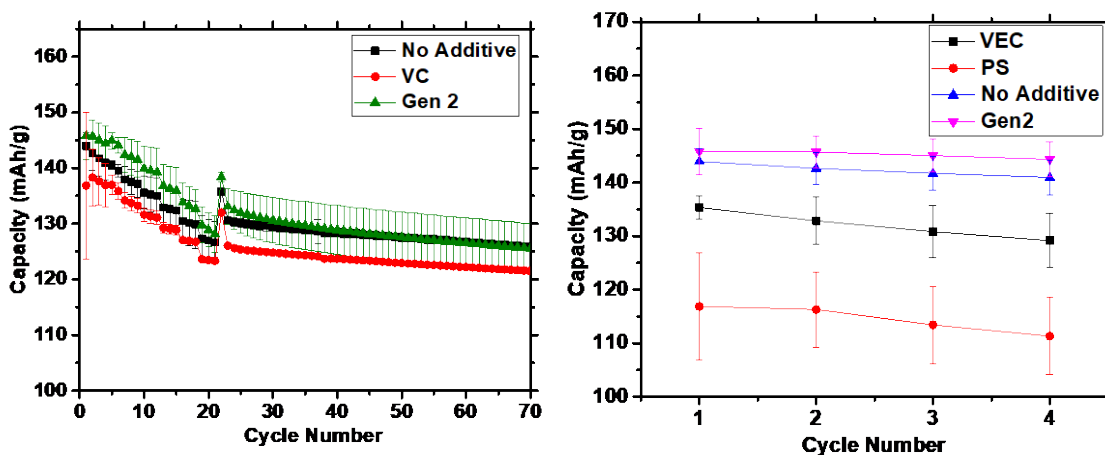 160
150
140
130
120
110
100
Capacity (mAh/g)
No Additive
VC
Gen 2
0 10 20 30 40 50 60 70
Cycle Number
170
160
150
140
130
120
110
100
Capacity (mAh/g)
VEC
PS
No Additive
Gen2
1 2 3 4
Cycle Number